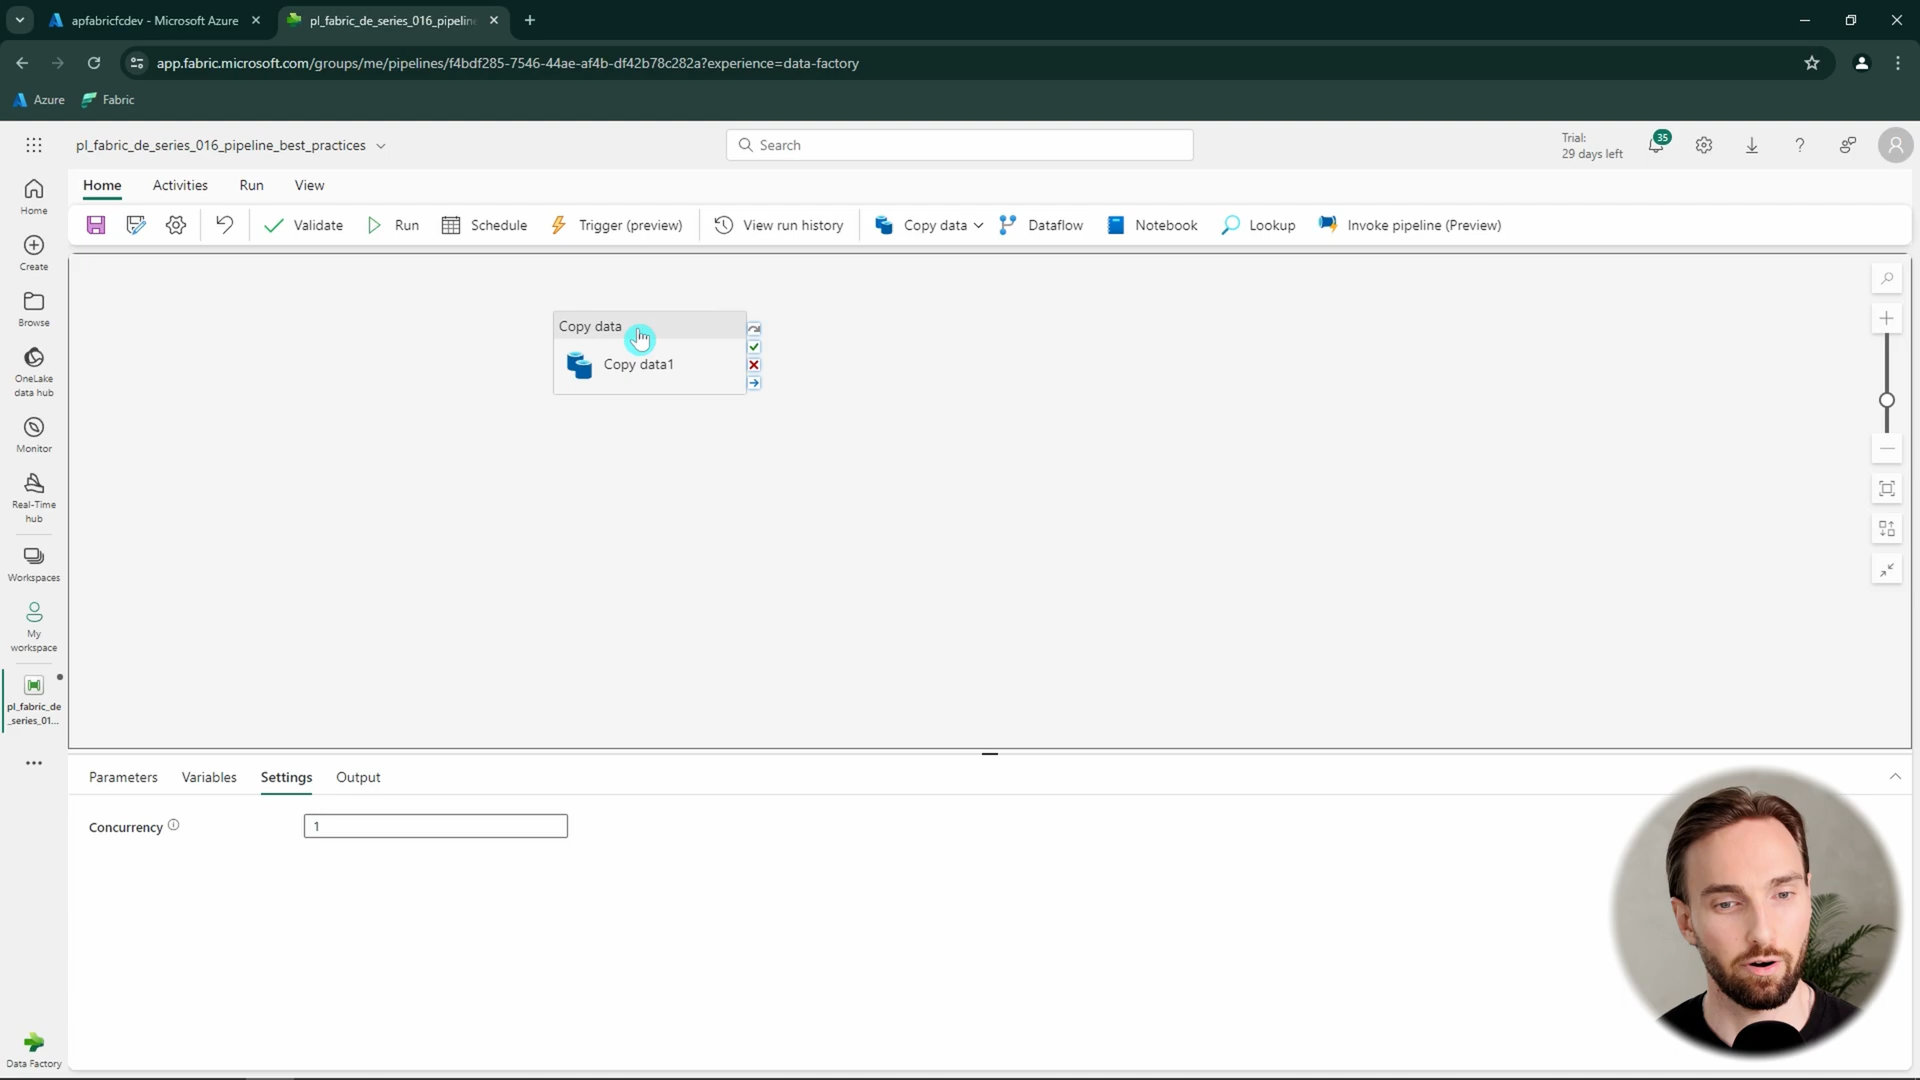 apfabricfcdev - Microsoft Azure
pl_fabric_de_series_016_pipelin
app.fabric.microsoft.com/groups/me/pipelines/f4bdf285-7546-44ae-af4b-df42b78c282a?experience=data-factory
Azure
Fabric
pl_fabric_de_series_016_pipeline_best_practices
Search
Trial:
29 days left
35
Home
Activities
Run
View
Validate
Run
Schedule
Trigger (preview)
View run history
Copy data
Dataflow
Notebook
Lookup
Invoke pipeline (Preview)
Home
Create
Browse
OneLake
data hub
Monitor
Real-Time
hub
Workspaces
My
workspace
pl_fabric_de
_series_01...
Data Factory
Copy data
Copy data1
Parameters
Variables
Settings
Output
Concurrency
1